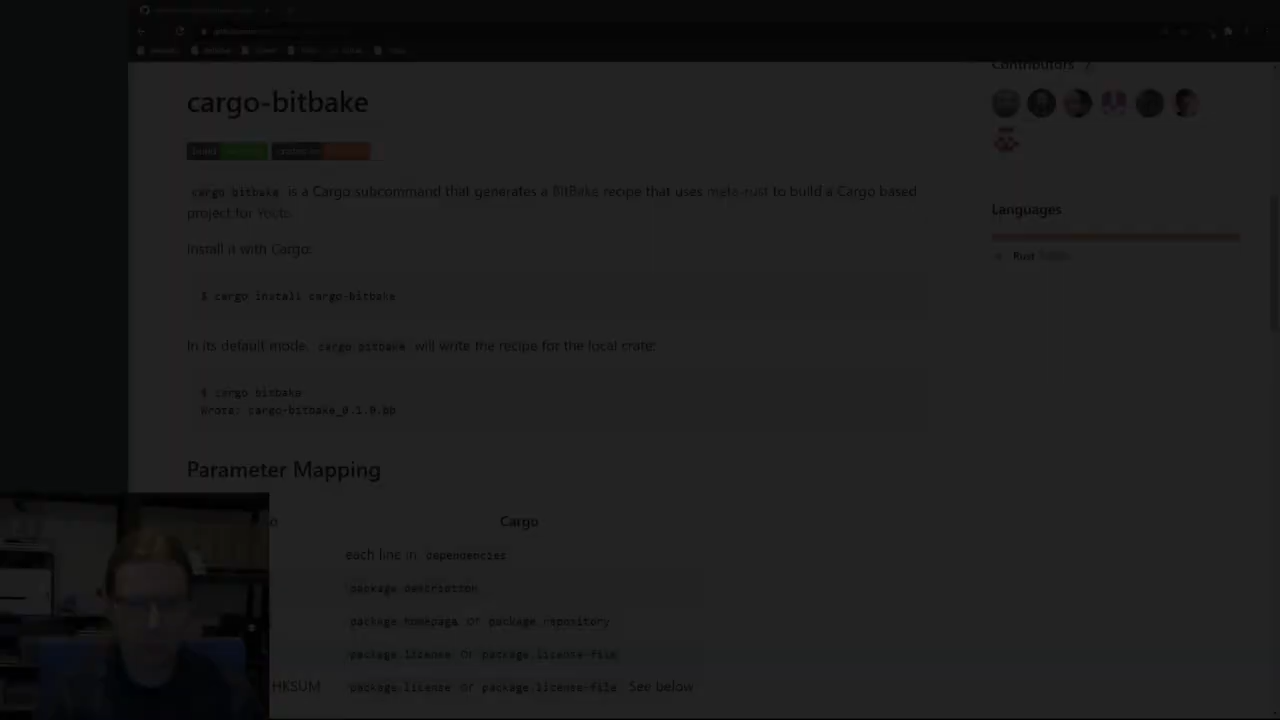 Contributors 7
cargo-bitbake
cargo bitbake is a Cargo subcommand that generates a BitBake recipe that uses meta-rust to build a Cargo based
project for Yocto.
Install it with Cargo:
$ cargo install cargo-bitbake
In its default mode, cargo bitbake will write the recipe for the local crate:
$ cargo bitbake
Wrote: cargo-bitbake_0.1.0.bb
Parameter Mapping
Cargo
each line in dependencies
package.description
package.homepage or package.repository
package.license or package.license-file
HKSUM package.license or package.license-file See below
Languages
Rust